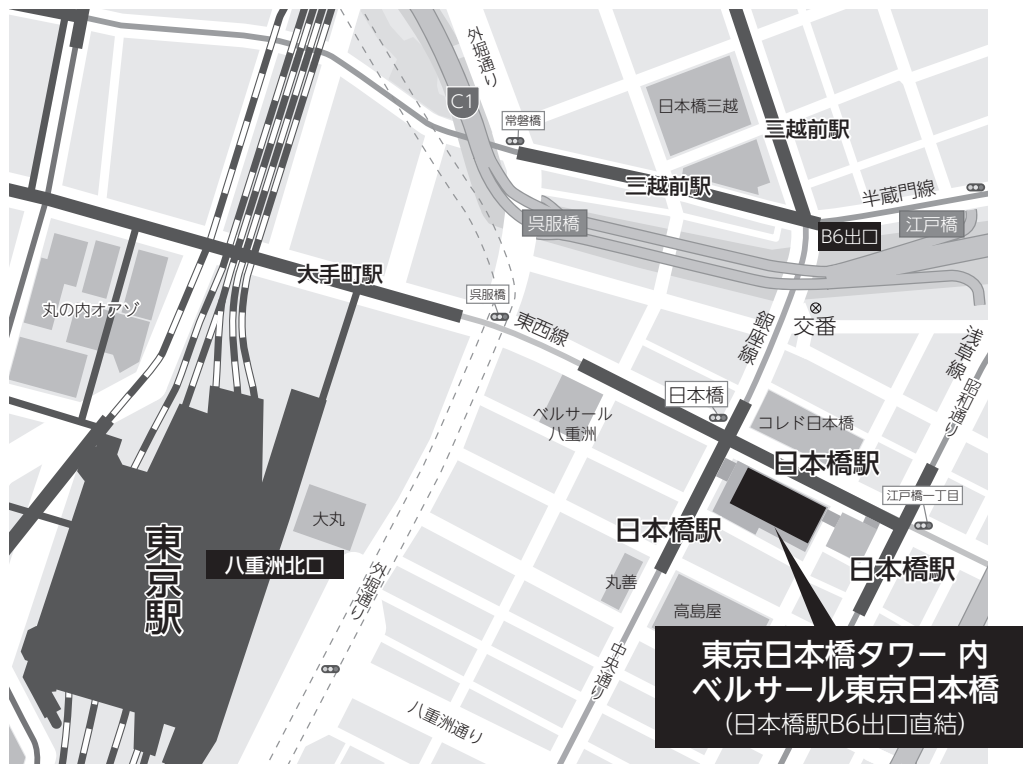 外堀通り
C1
常磐橋
日本橋三越
三越前駅
三越前駅
半蔵門線
呉服橋
B6出口
江戸橋
大手町駅
丸の内オアゾ
呉服橋
東西線
銀座線
交番
浅草線
昭和通り
日本橋
ベルサール
八重洲
コレド日本橋
日本橋駅
江戸橋一丁目
大丸
日本橋駅
東京駅
八重洲北口
外堀通り
丸善
日本橋駅
高島屋
中央通り
八重洲通り
東京日本橋タワー 内
ベルサール東京日本橋
(日本橋駅B6出口直結)